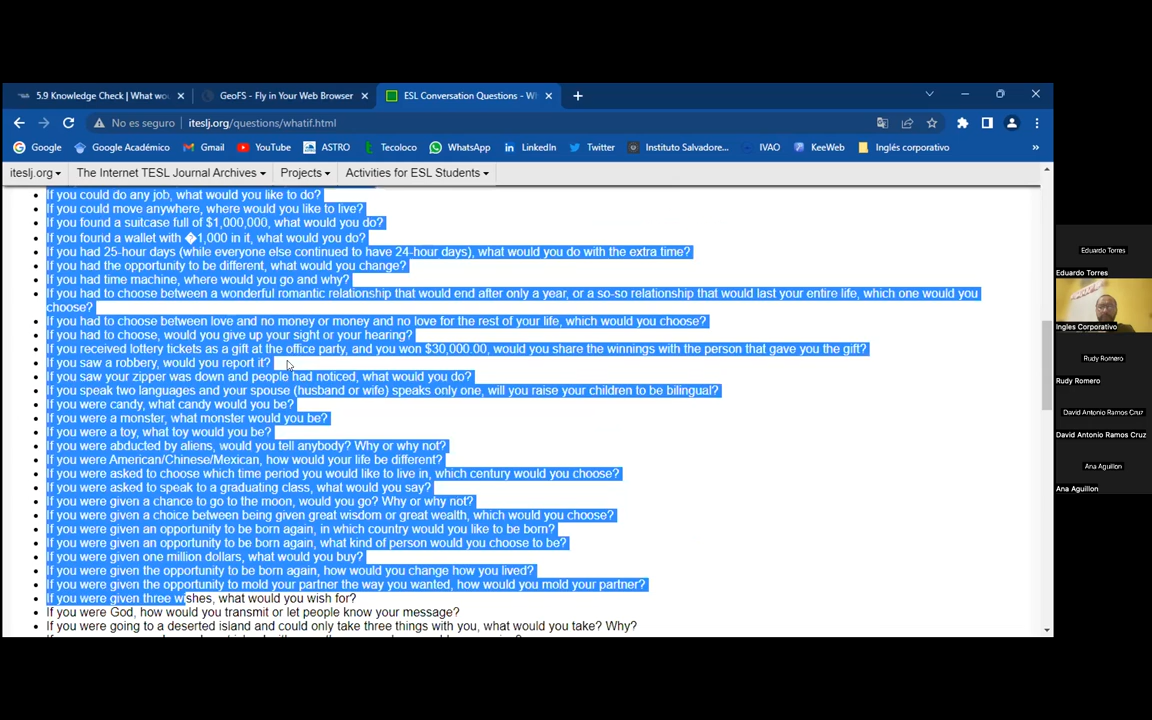 5.9 Knowledge Check | What wo
GeoFS - Fly in Your Web Browser
ESL Conversation Questions - W
No es seguro
iteslj.org/questions/whatif.html
Google
Google Académico
Gmail
YouTube
ASTRO
Tecoloco
WhatsApp
LinkedIn
Twitter
Instituto Salvadore...
IVAO
KeeWeb
Inglés corporativo
»
iteslj.org
The Internet TESL Journal Archives
Projects
Activities for ESL Students
If you could do any job, what would you like to do?
If you could move anywhere, where would you like to live?
If you found a suitcase full of $1,000,000, what would you do?
If you found a wallet with �1,000 in it, what would you do?
If you had 25-hour days (while everyone else continued to have 24-hour days), what would you do with the extra time?
If you had the opportunity to be different, what would you change?
If you had time machine, where would you go and why?
If you had to choose between a wonderful romantic relationship that would end after only a year, or a so-so relationship that would last your entire life, which one would you
choose?
If you had to choose between love and no money or money and no love for the rest of your life, which would you choose?
If you had to choose, would you give up your sight or your hearing?
If you received lottery tickets as a gift at the office party, and you won $30,000.00, would you share the winnings with the person that gave you the gift?
If you saw a robbery, would you report it?
If you saw your zipper was down and people had noticed, what would you do?
If you speak two languages and your spouse (husband or wife) speaks only one, will you raise your children to be bilingual?
If you were candy, what candy would you be?
If you were a monster, what monster would you be?
If you were a toy, what toy would you be?
If you were abducted by aliens, would you tell anybody? Why or why not?
If you were American/Chinese/Mexican, how would your life be different?
If you were asked to choose which time period you would like to live in, which century would you choose?
If you were asked to speak to a graduating class, what would you say?
If you were given a chance to go to the moon, would you go? Why or why not?
If you were given a choice between being given great wisdom or great wealth, which would you choose?
If you were given an opportunity to be born again, in which country would you like to be born?
If you were given an opportunity to be born again, what kind of person would you choose to be?
If you were given one million dollars, what would you buy?
If you were given the opportunity to be born again, how would you change how you lived?
If you were given the opportunity to mold your partner the way you wanted, how would you mold your partner?
If you were given three wishes, what would you wish for?
If you were God, how would you transmit or let people know your message?
If you were going to a deserted island and could only take three things with you, what would you take? Why?
Eduardo Torres
Eduardo Torres
Ingles Corporativo
Rudy Romero
Rudy Romero
David Antonio Ramos Cruz
David Antonio Ramos Cruz
Ana Aguillon
Ana Aguillon